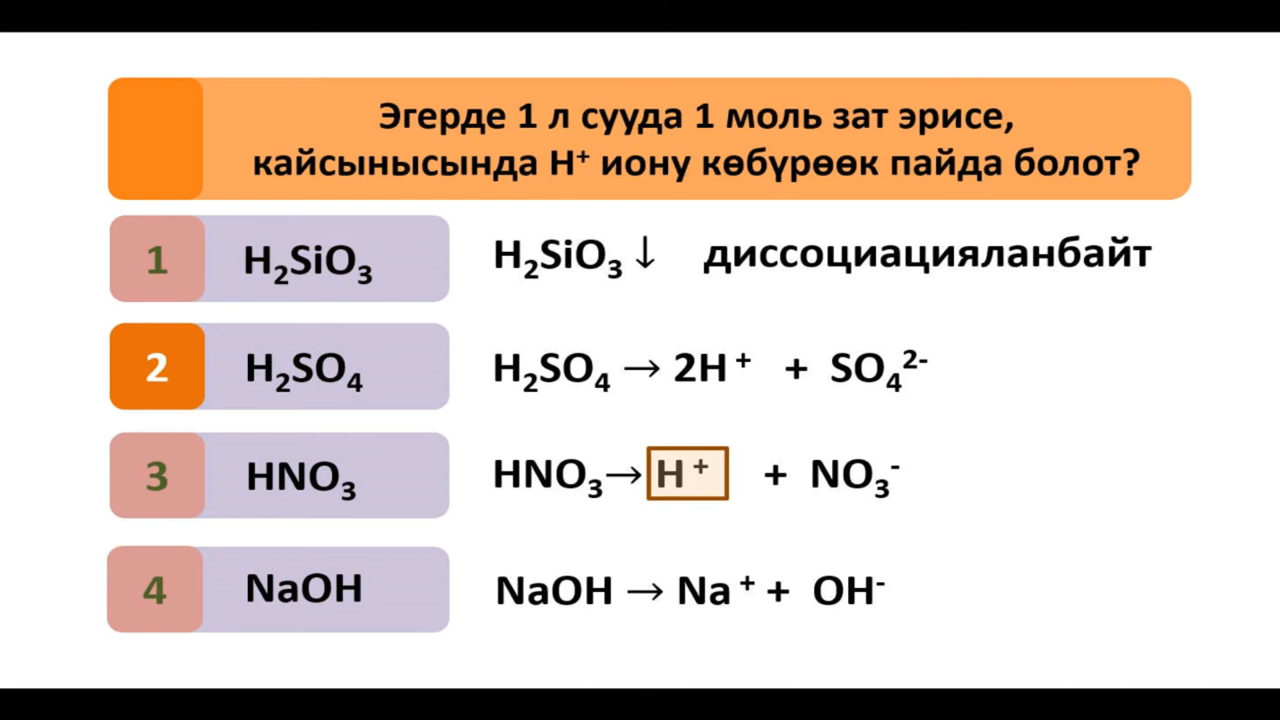 Эгерде 1 л сууда 1 моль зат эрисе,
кайсынысында H⁺ иону көбүрөөк пайда болот?
1 H₂SiO₃ H₂SiO₃ ↓ диссоциацияланбайт
2 H₂SO₄ H₂SO₄ → 2H⁺ + SO₄²⁻
3 HNO₃ HNO₃ → H⁺ + NO₃⁻
4 NaOH NaOH → Na⁺ + OH⁻